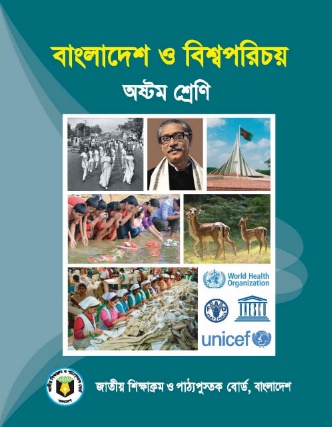 বাংলাদেশ ও বিশ্বপরিচয়
অষ্টম শ্রেণি
World Health
Organization
unicef
জাতীয় শিক্ষাক্রম ও পাঠ্যপুস্তক বোর্ড, বাংলাদেশ